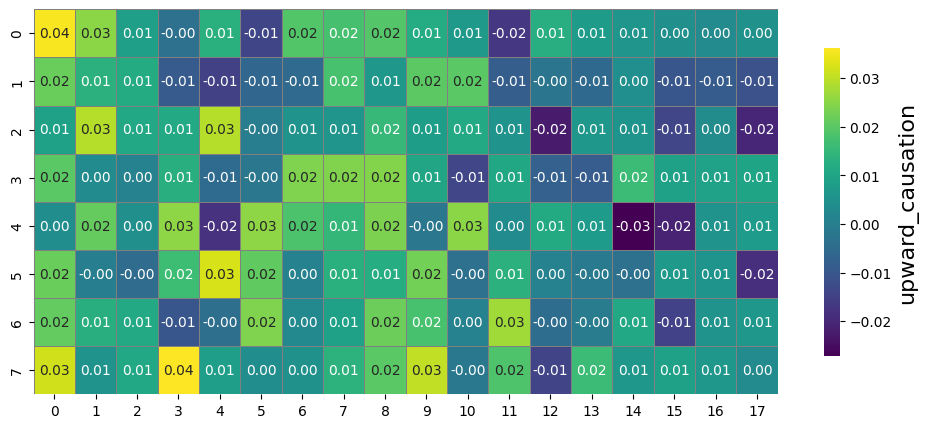 0 0.04 0.03 0.01 -0.00 0.01 -0.01 0.02 0.02 0.02 0.01 0.01 -0.02 0.01 0.01 0.01 0.00 0.00 0.00
1 0.02 0.01 0.01 -0.01 -0.01 -0.01 -0.01 0.02 0.01 0.02 0.02 -0.01 -0.00 -0.01 0.00 -0.01 -0.01 -0.01
2 0.01 0.03 0.01 0.01 0.03 -0.00 0.01 0.01 0.02 0.01 0.01 0.01 -0.02 0.01 0.01 -0.01 0.00 -0.02
3 0.02 0.00 0.00 0.01 -0.01 -0.00 0.02 0.02 0.02 0.01 -0.01 0.01 -0.01 -0.01 0.02 0.01 0.01 0.01
4 0.00 0.02 0.00 0.03 -0.02 0.03 0.02 0.01 0.02 -0.00 0.03 0.00 0.01 0.01 -0.03 -0.02 0.01 0.01
5 0.02 -0.00 -0.00 0.02 0.03 0.02 0.00 0.01 0.01 0.02 -0.00 0.01 0.00 -0.00 -0.00 0.01 0.01 -0.02
6 0.02 0.01 0.01 -0.01 -0.00 0.02 0.00 0.01 0.02 0.02 0.00 0.03 -0.00 -0.00 0.01 -0.01 0.01 0.01
7 0.03 0.01 0.01 0.04 0.01 0.00 0.00 0.01 0.02 0.03 -0.00 0.02 -0.01 0.02 0.01 0.01 0.01 0.00
0 1 2 3 4 5 6 7 8 9 10 11 12 13 14 15 16 17
0.03
0.02
0.01
0.00
−0.01
−0.02
upward_causation